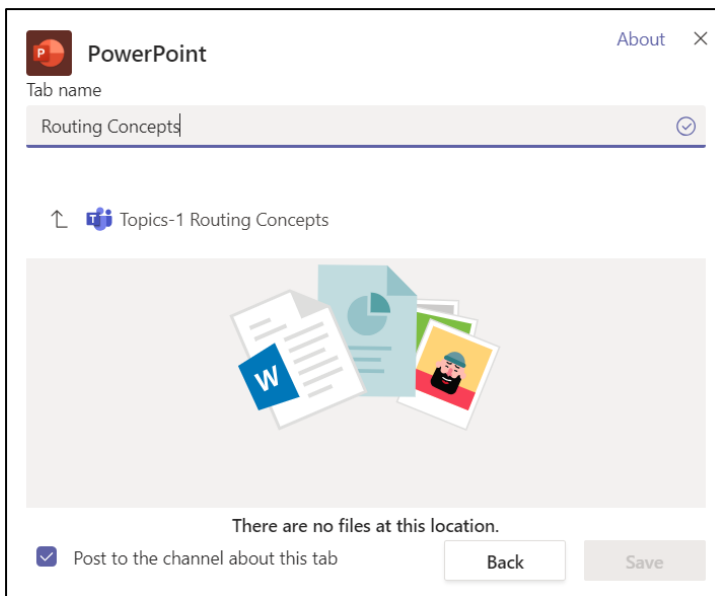 PowerPoint
About
Tab name
Routing Concepts
Topics-1 Routing Concepts
W
There are no files at this location.
Post to the channel about this tab
Back
Save